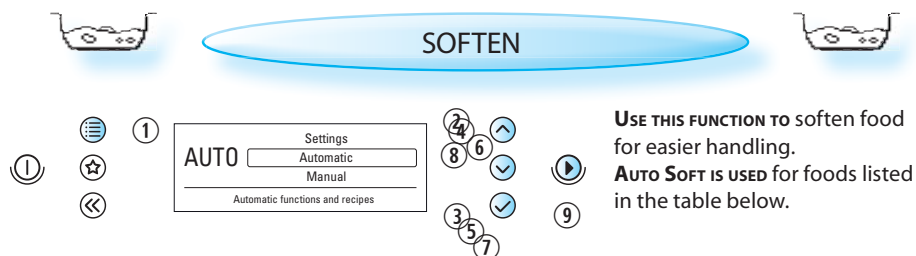 SOFTEN
①
Settings
AUTO Automatic
Manual
Automatic functions and recipes
②
④
⑥
⑧
③
⑤
⑦
⑨
USE THIS FUNCTION TO soften food
for easier handling.
AUTO SOFT IS USED for foods listed
in the table below.